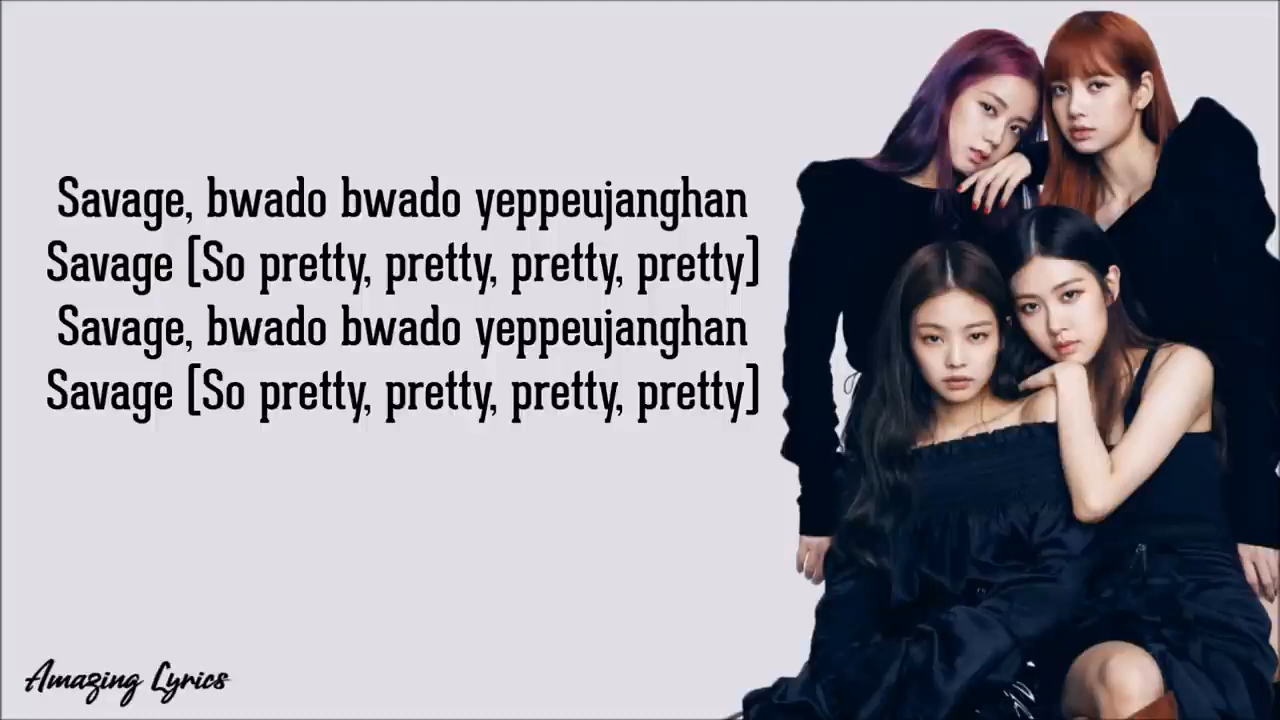 Savage, bwado bwado yeppeujanghan
Savage [So pretty, pretty, pretty, pretty]
Savage, bwado bwado yeppeujanghan
Savage [So pretty, pretty, pretty, pretty]
Amazing Lyrics